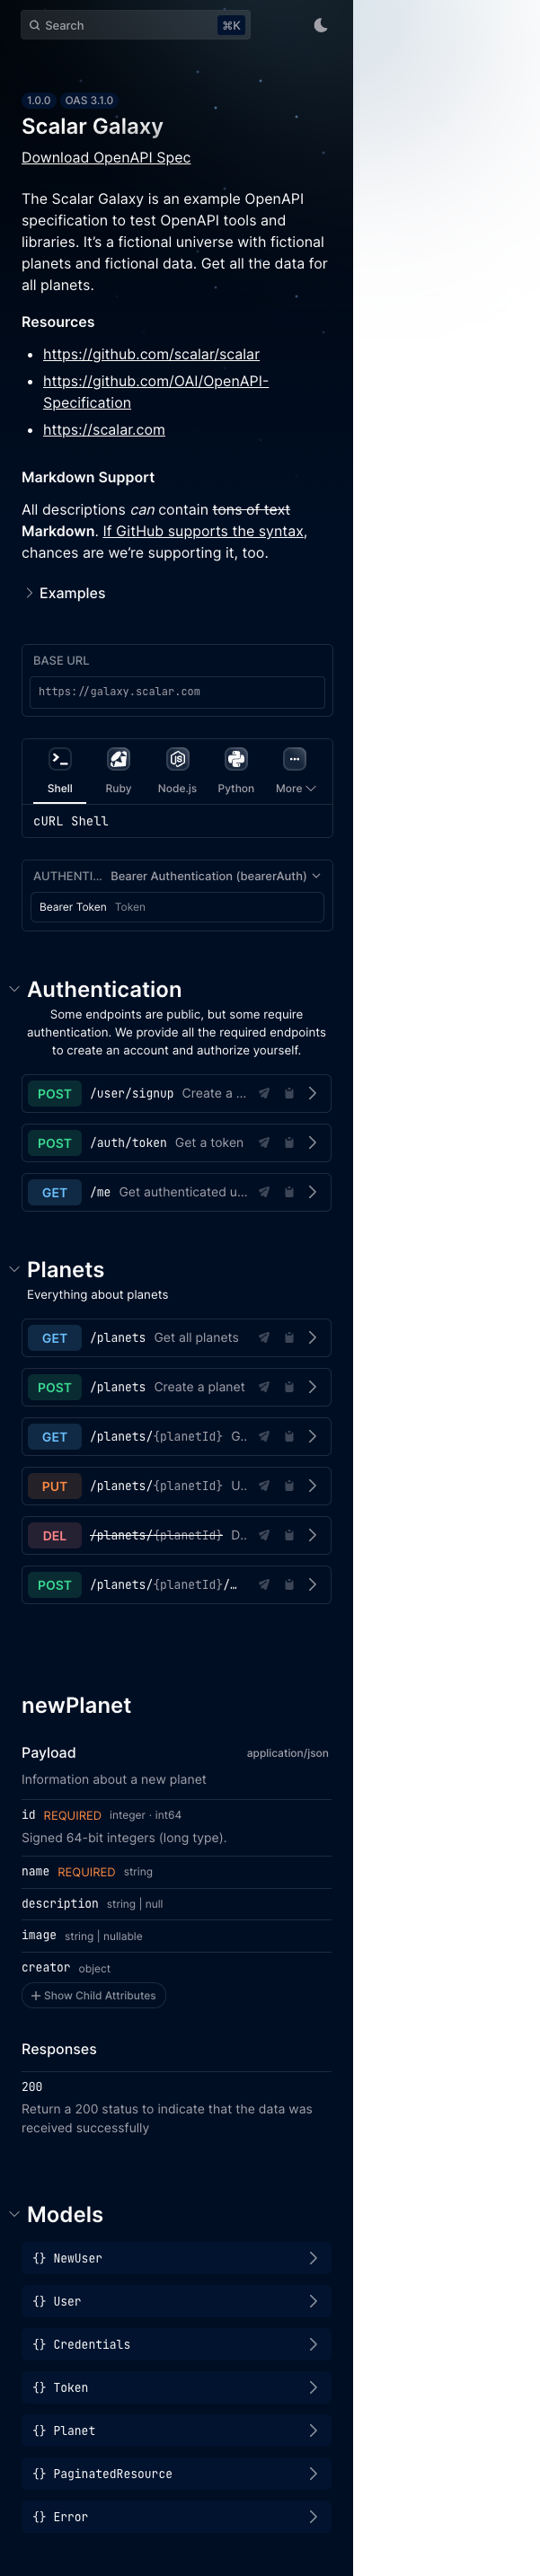 Search ⌘K
1.0.0 OAS 3.1.0
Scalar Galaxy
Download OpenAPI Spec
The Scalar Galaxy is an example OpenAPI
specification to test OpenAPI tools and
libraries. It’s a fictional universe with fictional
planets and fictional data. Get all the data for
all planets.
Resources
• https://github.com/scalar/scalar
• https://github.com/OAI/OpenAPI-
Specification
• https://scalar.com
Markdown Support
All descriptions can contain tons of text
Markdown. If GitHub supports the syntax,
chances are we’re supporting it, too.
Examples
BASE URL
https://galaxy.scalar.com
Shell Ruby Node.js Python More
cURL Shell
AUTHENTI… Bearer Authentication (bearerAuth)
Bearer Token Token
Authentication
Some endpoints are public, but some require
authentication. We provide all the required endpoints
to create an account and authorize yourself.
POST /user/signup Create a …
POST /auth/token Get a token
GET /me Get authenticated u…
Planets
Everything about planets
GET /planets Get all planets
POST /planets Create a planet
GET /planets/{planetId} G…
PUT /planets/{planetId} U…
DEL /planets/{planetId} D…
POST /planets/{planetId}/…
newPlanet
Payload application/json
Information about a new planet
id REQUIRED integer · int64
Signed 64-bit integers (long type).
name REQUIRED string
description string | null
image string | nullable
creator object
+ Show Child Attributes
Responses
200
Return a 200 status to indicate that the data was
received successfully
Models
{} NewUser
{} User
{} Credentials
{} Token
{} Planet
{} PaginatedResource
{} Error